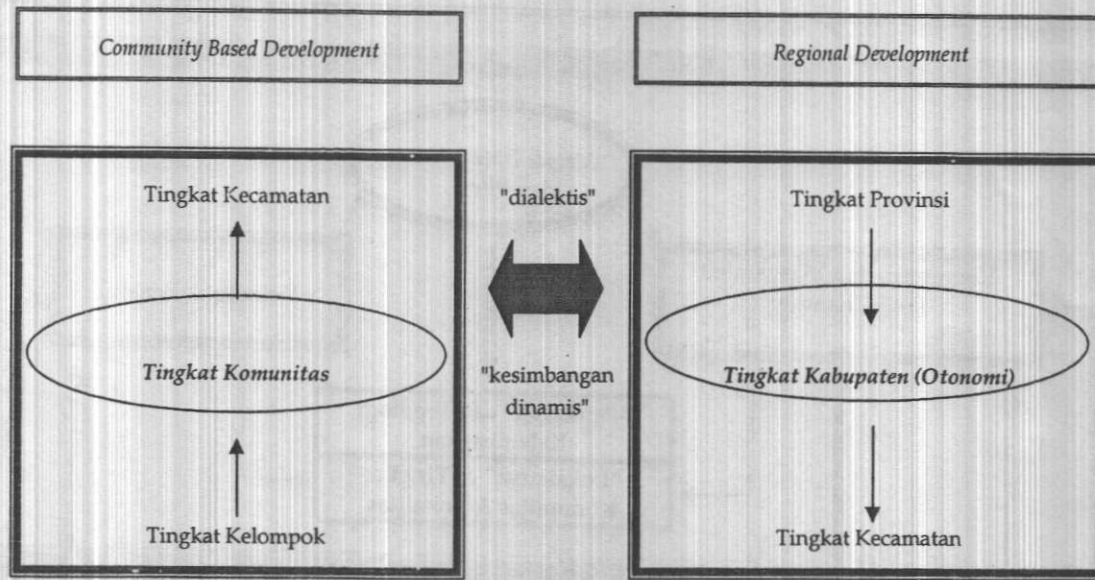 Community Based Development
Regional Development
Tingkat Kecamatan
Tingkat Komunitas
Tingkat Kelompok
"dialektis"
"kesimbangan
dinamis"
Tingkat Provinsi
Tingkat Kabupaten (Otonomi)
Tingkat Kecamatan